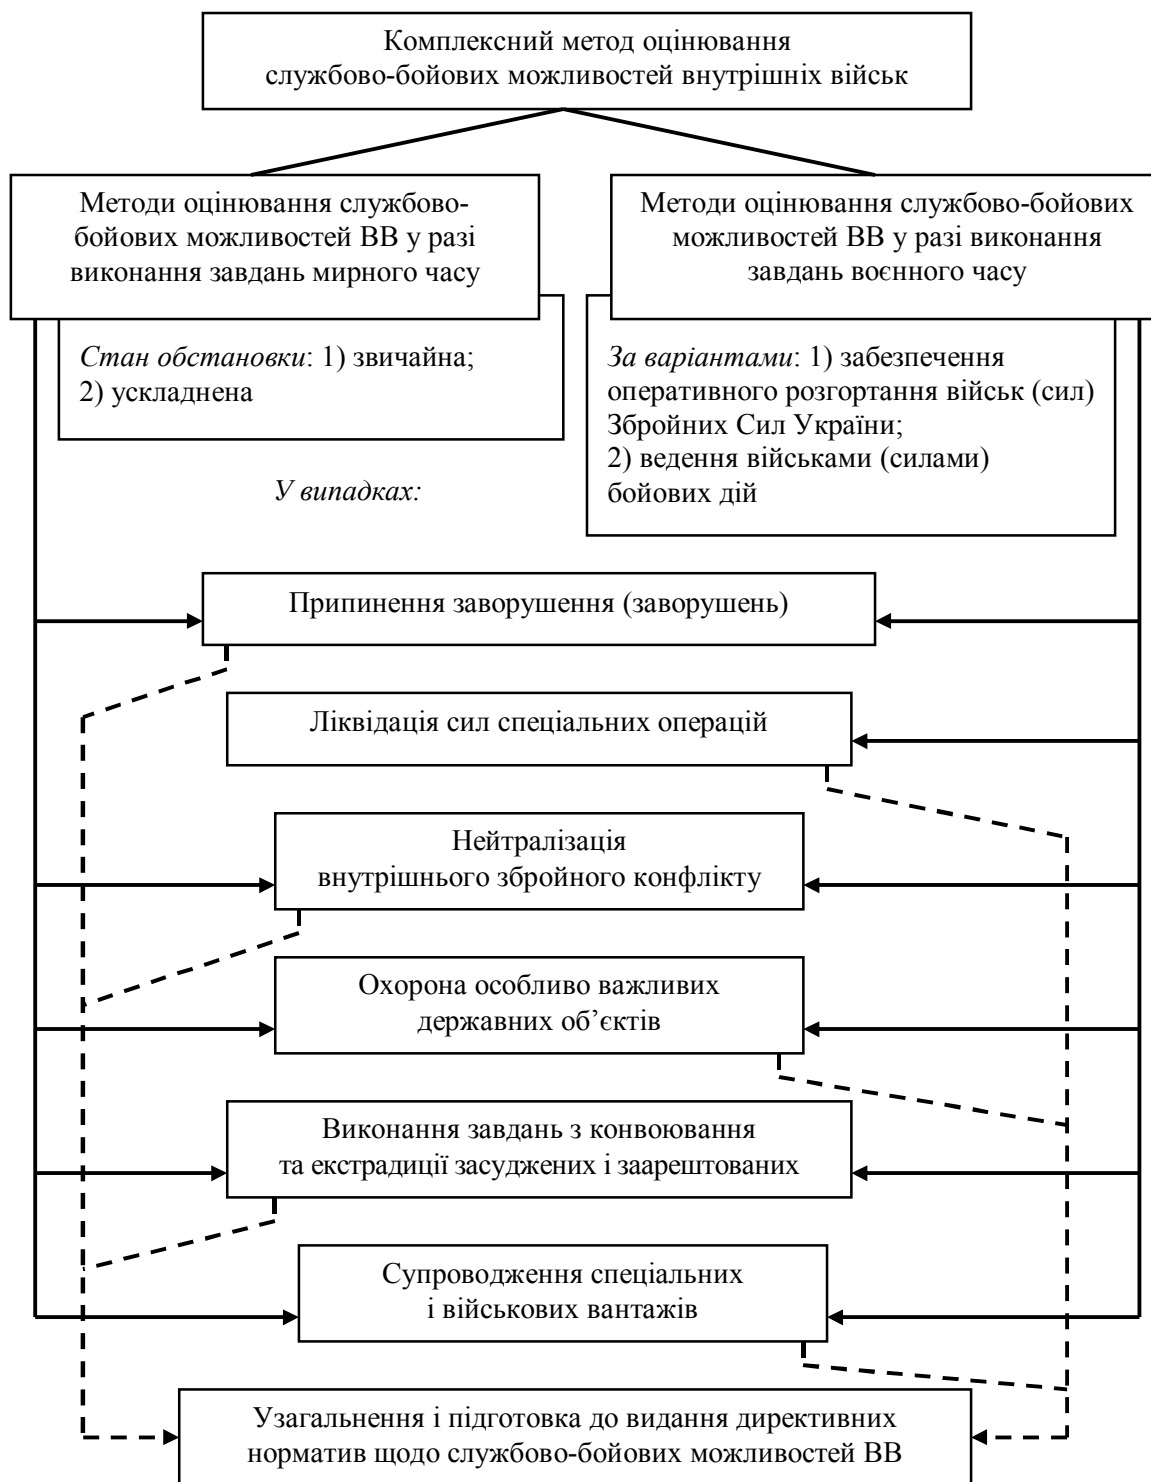 Комплексний метод оцінювання
службово-бойових можливостей внутрішніх військ
Методи оцінювання службово-
бойових можливостей ВВ у разі
виконання завдань мирного часу
Методи оцінювання службово-бойових
можливостей ВВ у разі виконання
завдань воєнного часу
Стан обстановки: 1) звичайна;
2) ускладнена
За варіантами: 1) забезпечення
оперативного розгортання військ (сил)
Збройних Сил України;
2) ведення військами (силами)
бойових дій
У випадках:
Припинення заворушення (заворушень)
Ліквідація сил спеціальних операцій
Нейтралізація
внутрішнього збройного конфлікту
Охорона особливо важливих
державних об’єктів
Виконання завдань з конвоювання
та екстрадиції засуджених і заарештованих
Супроводження спеціальних
і військових вантажів
Узагальнення і підготовка до видання директивних
норматив щодо службово-бойових можливостей ВВ